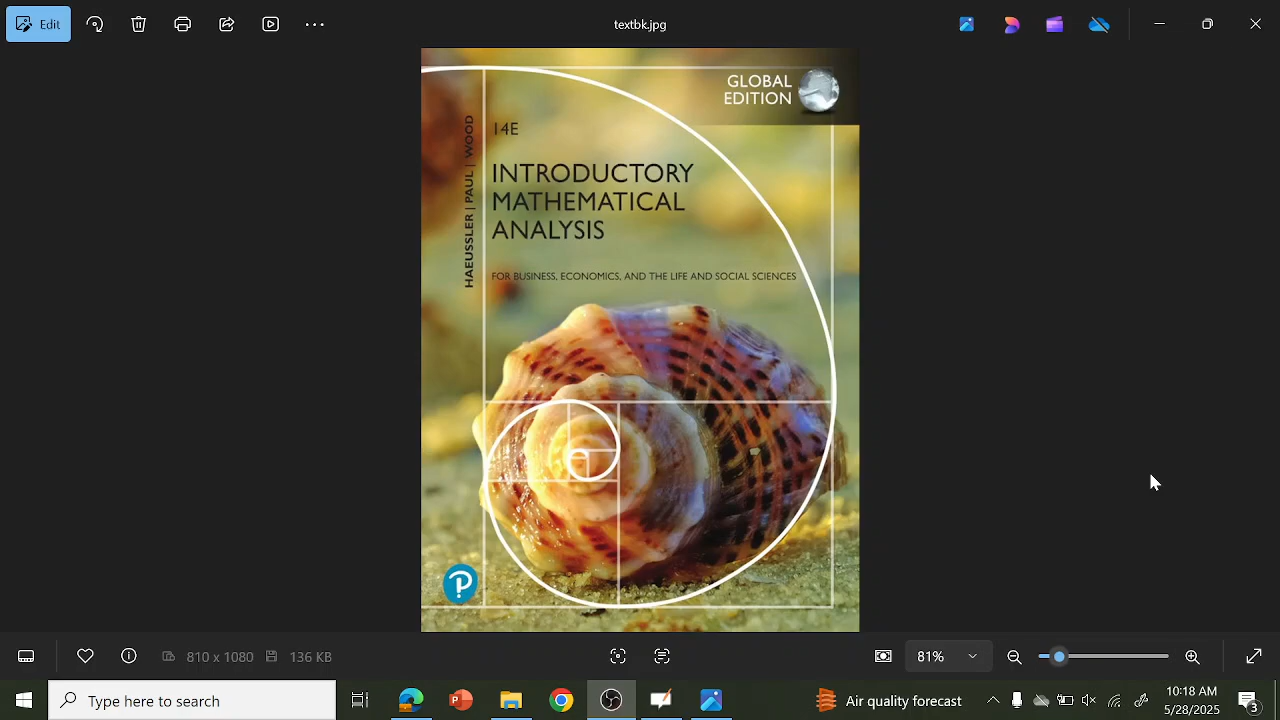 Edit
textbk.jpg
GLOBAL
EDITION
14E
HAEUSSLER | PAUL | WOOD
INTRODUCTORY
MATHEMATICAL
ANALYSIS
FOR BUSINESS, ECONOMICS, AND THE LIFE AND SOCIAL SCIENCES
P
810 x 1080
136 KB
81%
Type here to search
Air quality forecast
10:18 AM
5/28/2025
3